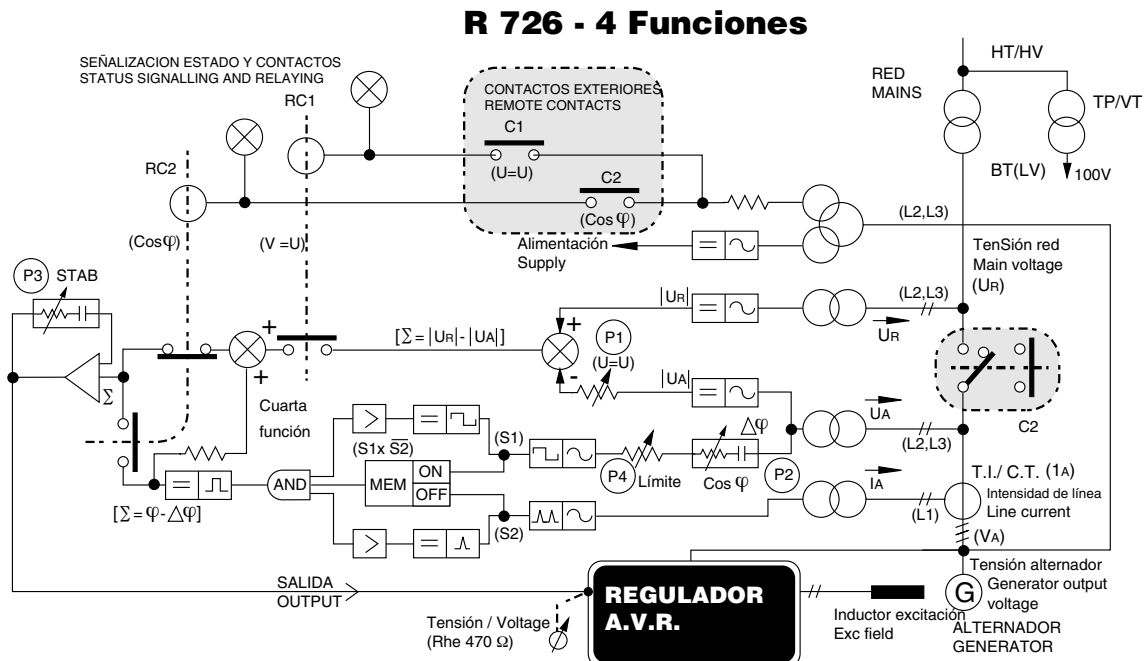 R 726 - 4 Funciones
SEÑALIZACION ESTADO Y CONTACTOS
STATUS SIGNALLING AND RELAYING
RC1
RC2
CONTACTOS EXTERIORES
REMOTE CONTACTS
C1
(U=U)
C2
(Cos φ)
HT/HV
RED
MAINS
TP/VT
BT(LV)
100V
(L2,L3)
(Cosφ)
(V =U)
Alimentación
Supply
= ~
TenSión red
Main voltage
(UR)
P3
STAB
|UR|
= ~
(L2,L3)
UR
+
+
[Σ = |UR|- |UA|]
+
-
P1
(U=U)
|UA|
= ~
UA
(L2,L3)
C2
Σ
Cuarta
función
>
=
(S1x S̅2̅)
(S1)
~
P4
Límite
Δφ
Cos φ
P2
[Σ = φ - Δφ]
=
AND
MEM
ON
OFF
(S2)
~
>
=
IA
(L1)
T.I./ C.T. (1A)
Intensidad de línea
Line current
(VA)
SALIDA
OUTPUT
Tensión / Voltage
(Rhe 470 Ω)
REGULADOR
A.V.R.
Inductor excitación
Exc field
Tensión alternador
Generator output
voltage
G
ALTERNADOR
GENERATOR